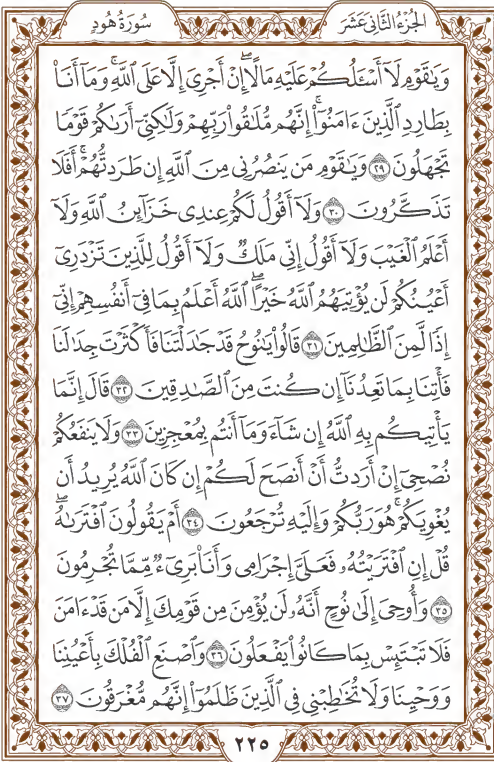 الجُزْءُ الثَّانِي عَشَرَ
سُورَةُ هُودٍ
وَيَٰقَوْمِ لَآ أَسْـَٔلُكُمْ عَلَيْهِ مَالًا ۖ إِنْ أَجْرِىَ إِلَّا عَلَى ٱللَّهِ ۚ وَمَآ أَنَا۠
بِطَارِدِ ٱلَّذِينَ ءَامَنُوٓا۟ ۚ إِنَّهُم مُّلَٰقُوا۟ رَبِّهِمْ وَلَٰكِنِّىٓ أَرَىٰكُمْ قَوْمًا
تَجْهَلُونَ ٢٩ وَيَٰقَوْمِ مَن يَنصُرُنِى مِنَ ٱللَّهِ إِن طَرَدتُّهُمْ ۚ أَفَلَا
تَذَكَّرُونَ ٣٠ وَلَآ أَقُولُ لَكُمْ عِندِى خَزَآئِنُ ٱللَّهِ وَلَآ
أَعْلَمُ ٱلْغَيْبَ وَلَآ أَقُولُ إِنِّى مَلَكٌ وَلَآ أَقُولُ لِلَّذِينَ تَزْدَرِىٓ
أَعْيُنُكُمْ لَن يُؤْتِيَهُمُ ٱللَّهُ خَيْرًا ۖ ٱللَّهُ أَعْلَمُ بِمَا فِىٓ أَنفُسِهِمْ ۖ إِنِّىٓ
إِذًا لَّمِنَ ٱلظَّٰلِمِينَ ٣١ قَالُوا۟ يَٰنُوحُ قَدْ جَٰدَلْتَنَا فَأَكْثَرْتَ جِدَٰلَنَا
فَأْتِنَا بِمَا تَعِدُنَآ إِن كُنتَ مِنَ ٱلصَّٰدِقِينَ ٣٢ قَالَ إِنَّمَا
يَأْتِيكُم بِهِ ٱللَّهُ إِن شَآءَ وَمَآ أَنتُم بِمُعْجِزِينَ ٣٣ وَلَا يَنفَعُكُمْ
نُصْحِىٓ إِنْ أَرَدتُّ أَنْ أَنصَحَ لَكُمْ إِن كَانَ ٱللَّهُ يُرِيدُ أَن
يُغْوِيَكُمْ ۚ هُوَ رَبُّكُمْ وَإِلَيْهِ تُرْجَعُونَ ٣٤ أَمْ يَقُولُونَ ٱفْتَرَىٰهُ ۖ
قُلْ إِنِ ٱفْتَرَيْتُهُۥ فَعَلَىَّ إِجْرَامِى وَأَنَا۠ بَرِىٓءٌ مِّمَّا تُجْرِمُونَ
٣٥ وَأُوحِىَ إِلَىٰ نُوحٍ أَنَّهُۥ لَن يُؤْمِنَ مِن قَوْمِكَ إِلَّا مَن قَدْ ءَامَنَ
فَلَا تَبْتَئِسْ بِمَا كَانُوا۟ يَفْعَلُونَ ٣٦ وَٱصْنَعِ ٱلْفُلْكَ بِأَعْيُنِنَا
وَوَحْيِنَا وَلَا تُخَٰطِبْنِى فِى ٱلَّذِينَ ظَلَمُوٓا۟ ۚ إِنَّهُم مُّغْرَقُونَ ٣٧
٢٢٥